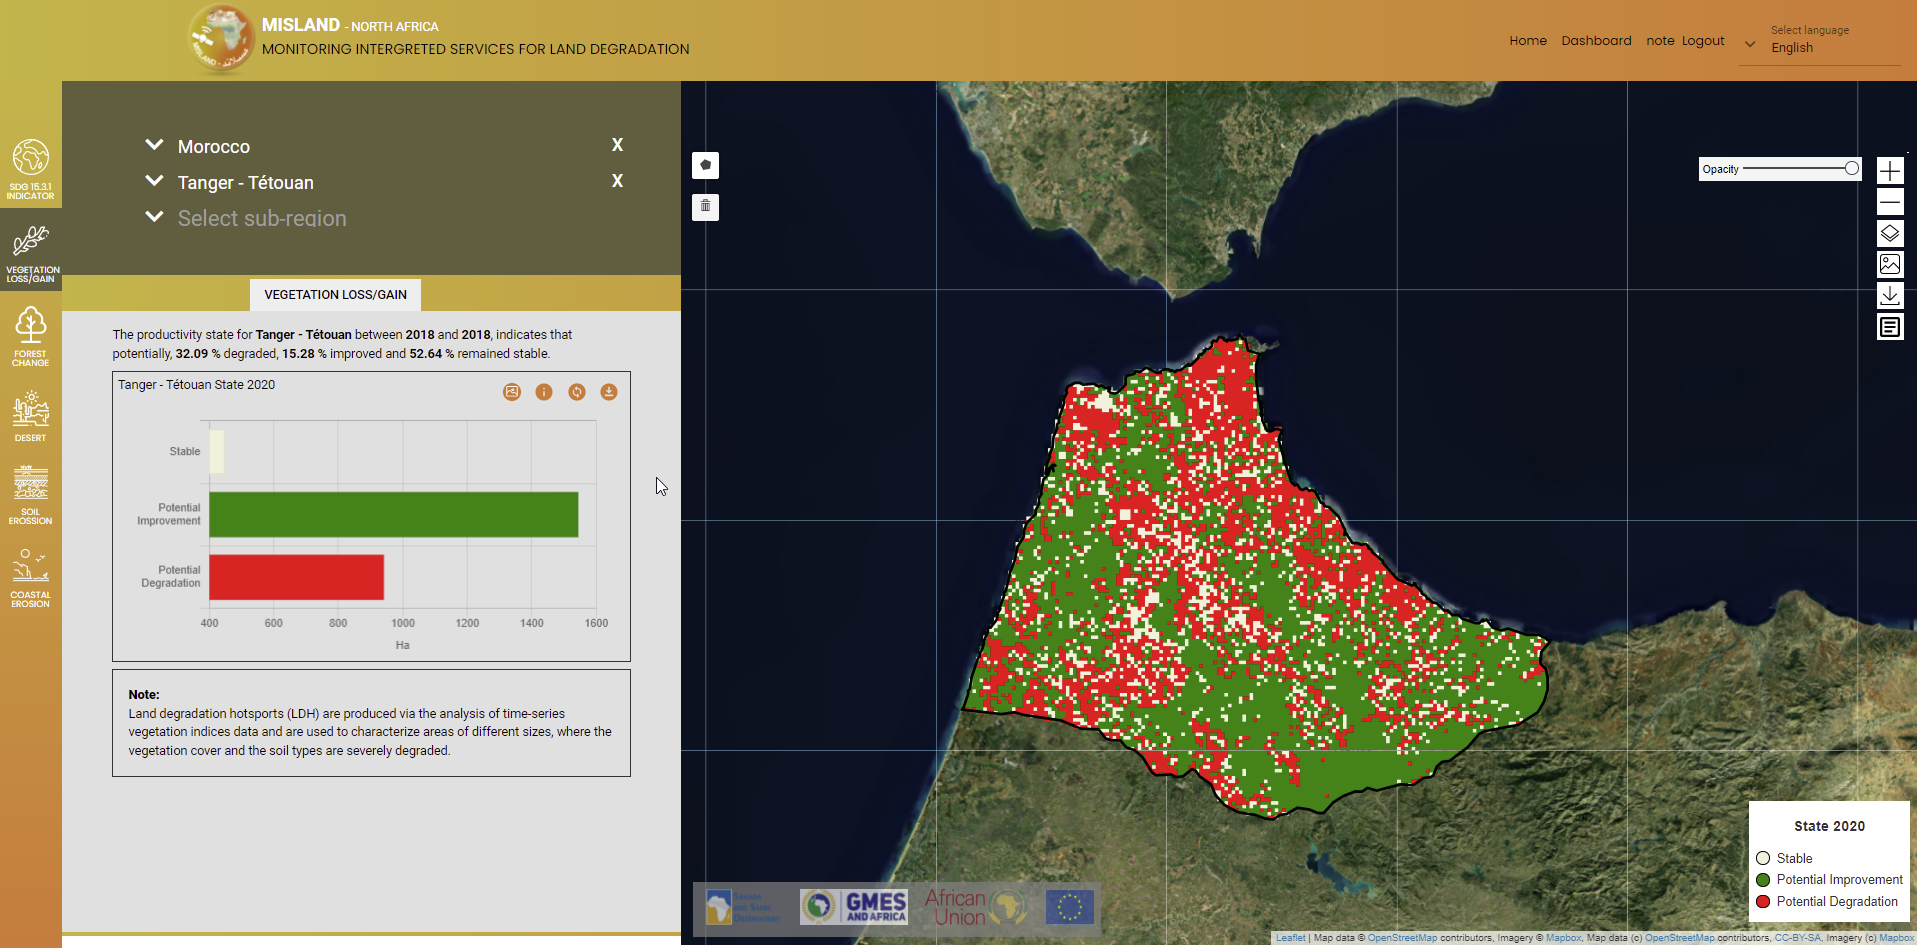 MISLAND - NORTH AFRICA
MONITORING INTERGRETED SERVICES FOR LAND DEGRADATION
Home Dashboard note Logout
Select language
English
SDG 15.3.1
INDICATOR
VEGETATION
LOSS/GAIN
FOREST
CHANGE
DESERT
SOIL
EROSSION
COASTAL
EROSION
Morocco X
Tanger - Tétouan X
Select sub-region
VEGETATION LOSS/GAIN
The productivity state for Tanger - Tétouan between 2018 and 2018, indicates that
potentially, 32.09 % degraded, 15.28 % improved and 52.64 % remained stable.
Tanger - Tétouan State 2020
Stable
Potential
Improvement
Potential
Degradation
400 600 800 1000 1200 1400 1600
Ha
Note:
Land degradation hotsports (LDH) are produced via the analysis of time-series
vegetation indices data and are used to characterize areas of different sizes, where the
vegetation cover and the soil types are severely degraded.
Opacity
State 2020
Stable
Potential Improvement
Potential Degradation
SAHARA
AND SAHEL
OBSERVATORY
GMES
AND AFRICA
African
Union
Leaflet | Map data © OpenStreetMap contributors, Imagery © Mapbox, Map data (c) OpenStreetMap contributors, CC-BY-SA, Imagery (c) Mapbox